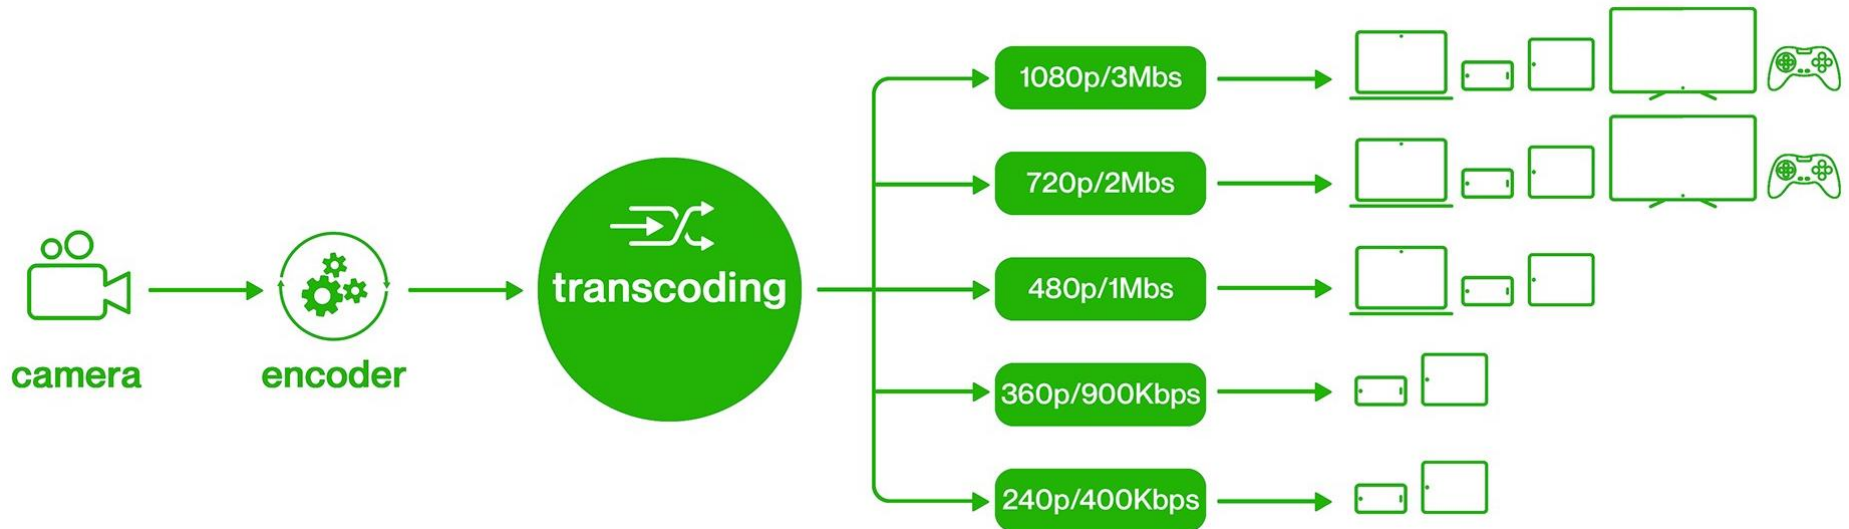 camera
encoder
transcoding
1080p/3Mbs
720p/2Mbs
480p/1Mbs
360p/900Kbps
240p/400Kbps